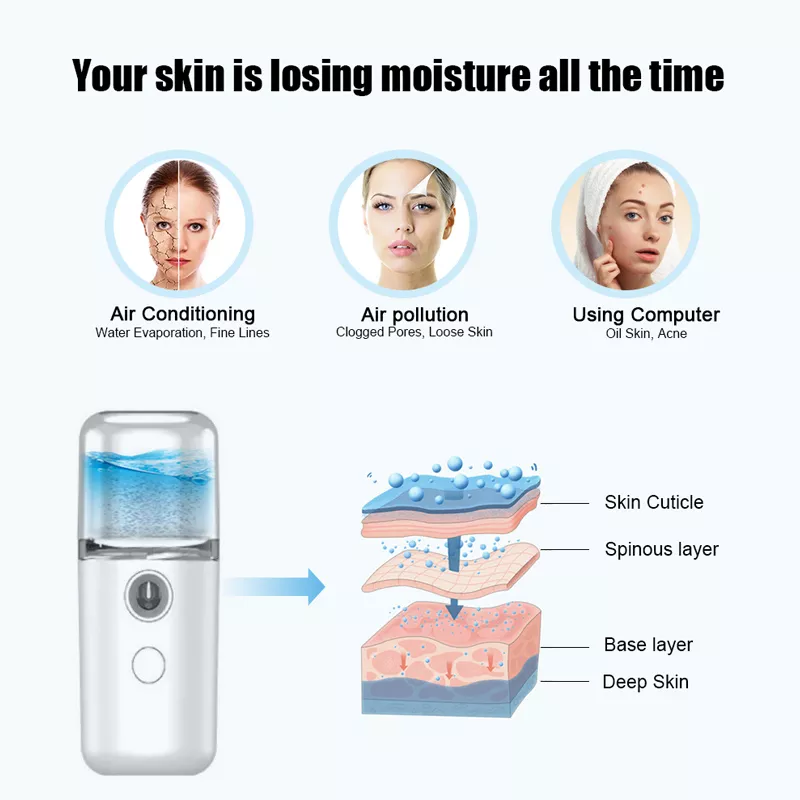 Your skin is losing moisture all the time
Air Conditioning
Water Evaporation, Fine Lines
Air pollution
Clogged Pores, Loose Skin
Using Computer
Oil Skin, Acne
Skin Cuticle
Spinous layer
Base layer
Deep Skin